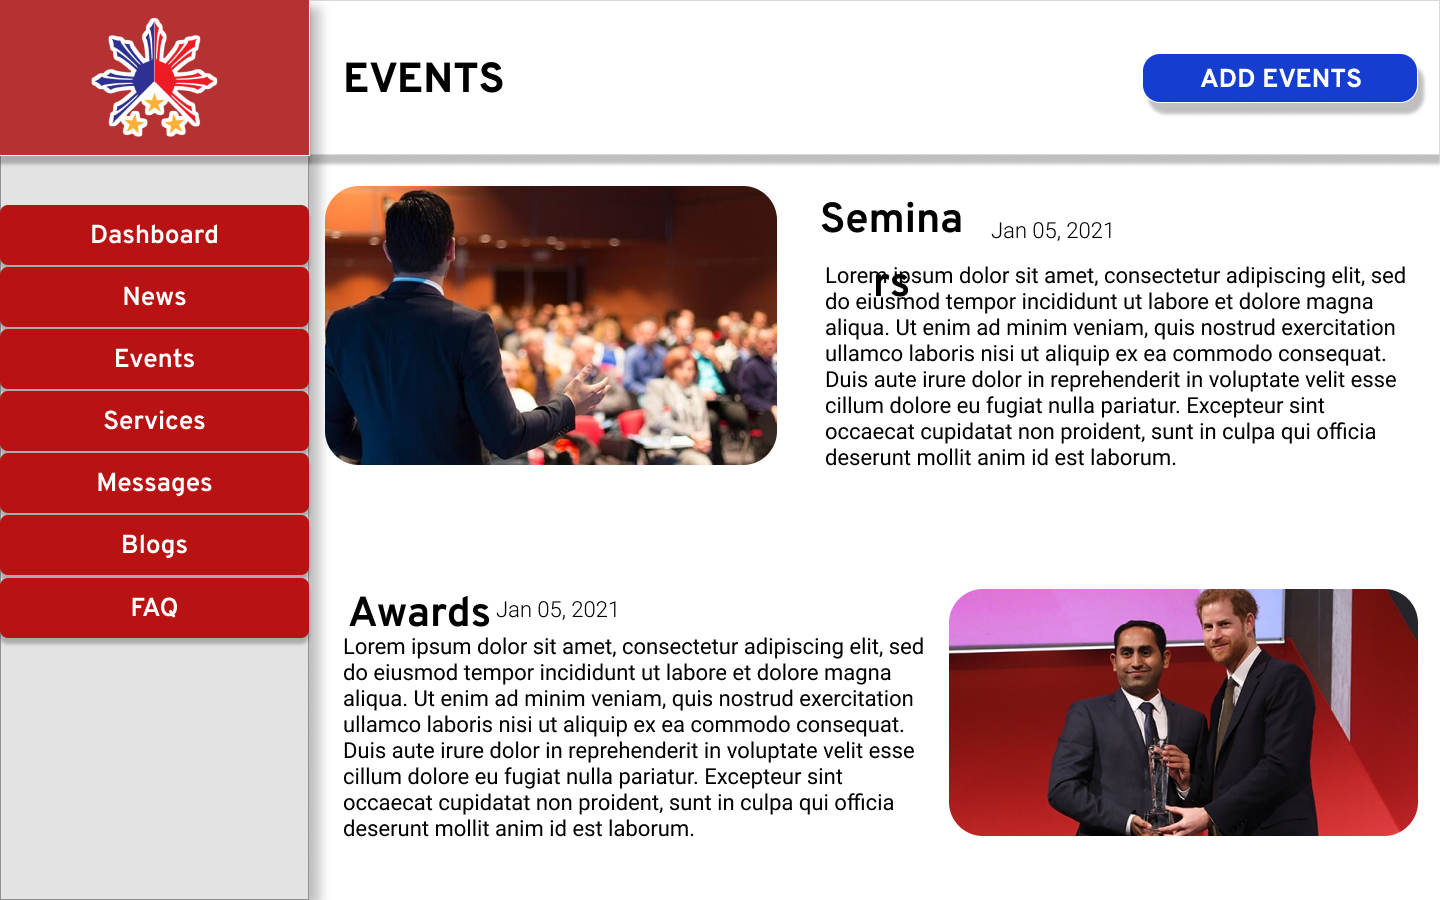 EVENTS
ADD EVENTS
Dashboard
News
Events
Services
Messages
Blogs
FAQ
Semina
rs
Jan 05, 2021
Lorem ipsum dolor sit amet, consectetur adipiscing elit, sed
do eiusmod tempor incididunt ut labore et dolore magna
aliqua. Ut enim ad minim veniam, quis nostrud exercitation
ullamco laboris nisi ut aliquip ex ea commodo consequat.
Duis aute irure dolor in reprehenderit in voluptate velit esse
cillum dolore eu fugiat nulla pariatur. Excepteur sint
occaecat cupidatat non proident, sunt in culpa qui officia
deserunt mollit anim id est laborum.
Awards
Jan 05, 2021
Lorem ipsum dolor sit amet, consectetur adipiscing elit, sed
do eiusmod tempor incididunt ut labore et dolore magna
aliqua. Ut enim ad minim veniam, quis nostrud exercitation
ullamco laboris nisi ut aliquip ex ea commodo consequat.
Duis aute irure dolor in reprehenderit in voluptate velit esse
cillum dolore eu fugiat nulla pariatur. Excepteur sint
occaecat cupidatat non proident, sunt in culpa qui officia
deserunt mollit anim id est laborum.